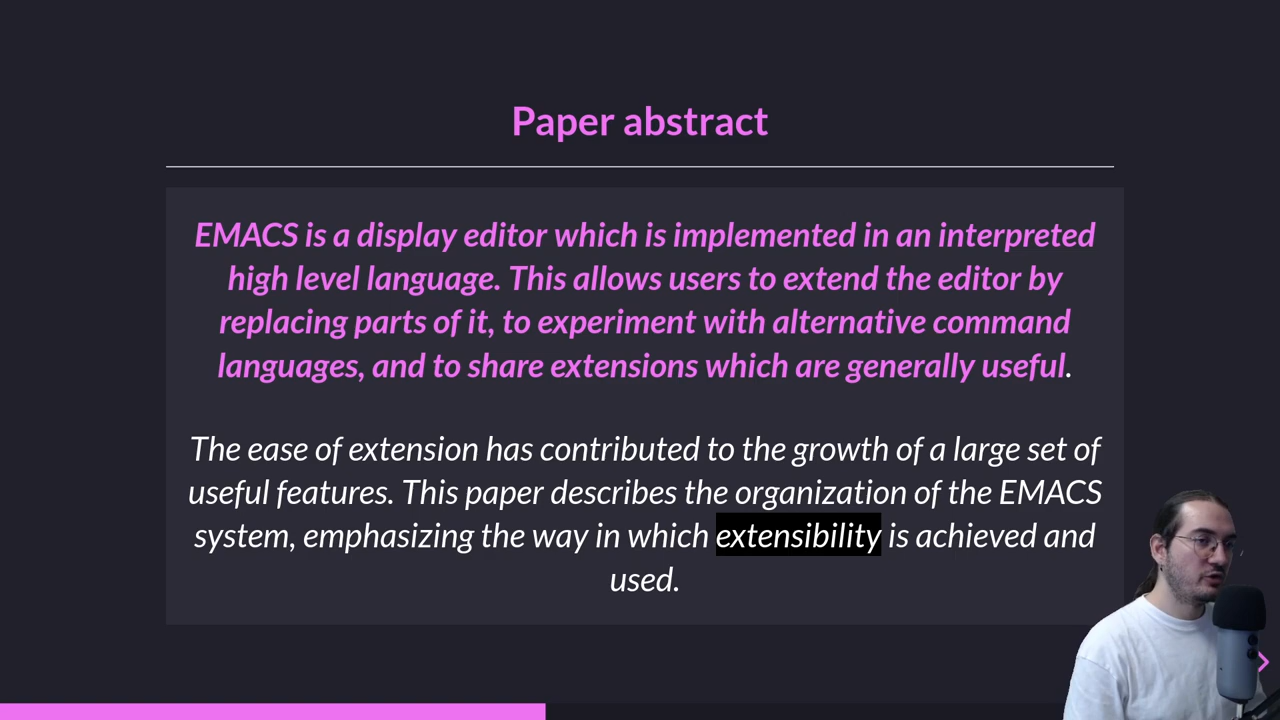 Paper abstract
EMACS is a display editor which is implemented in an interpreted
high level language. This allows users to extend the editor by
replacing parts of it, to experiment with alternative command
languages, and to share extensions which are generally useful.
The ease of extension has contributed to the growth of a large set of
useful features. This paper describes the organization of the EMACS
system, emphasizing the way in which extensibility is achieved and
used.